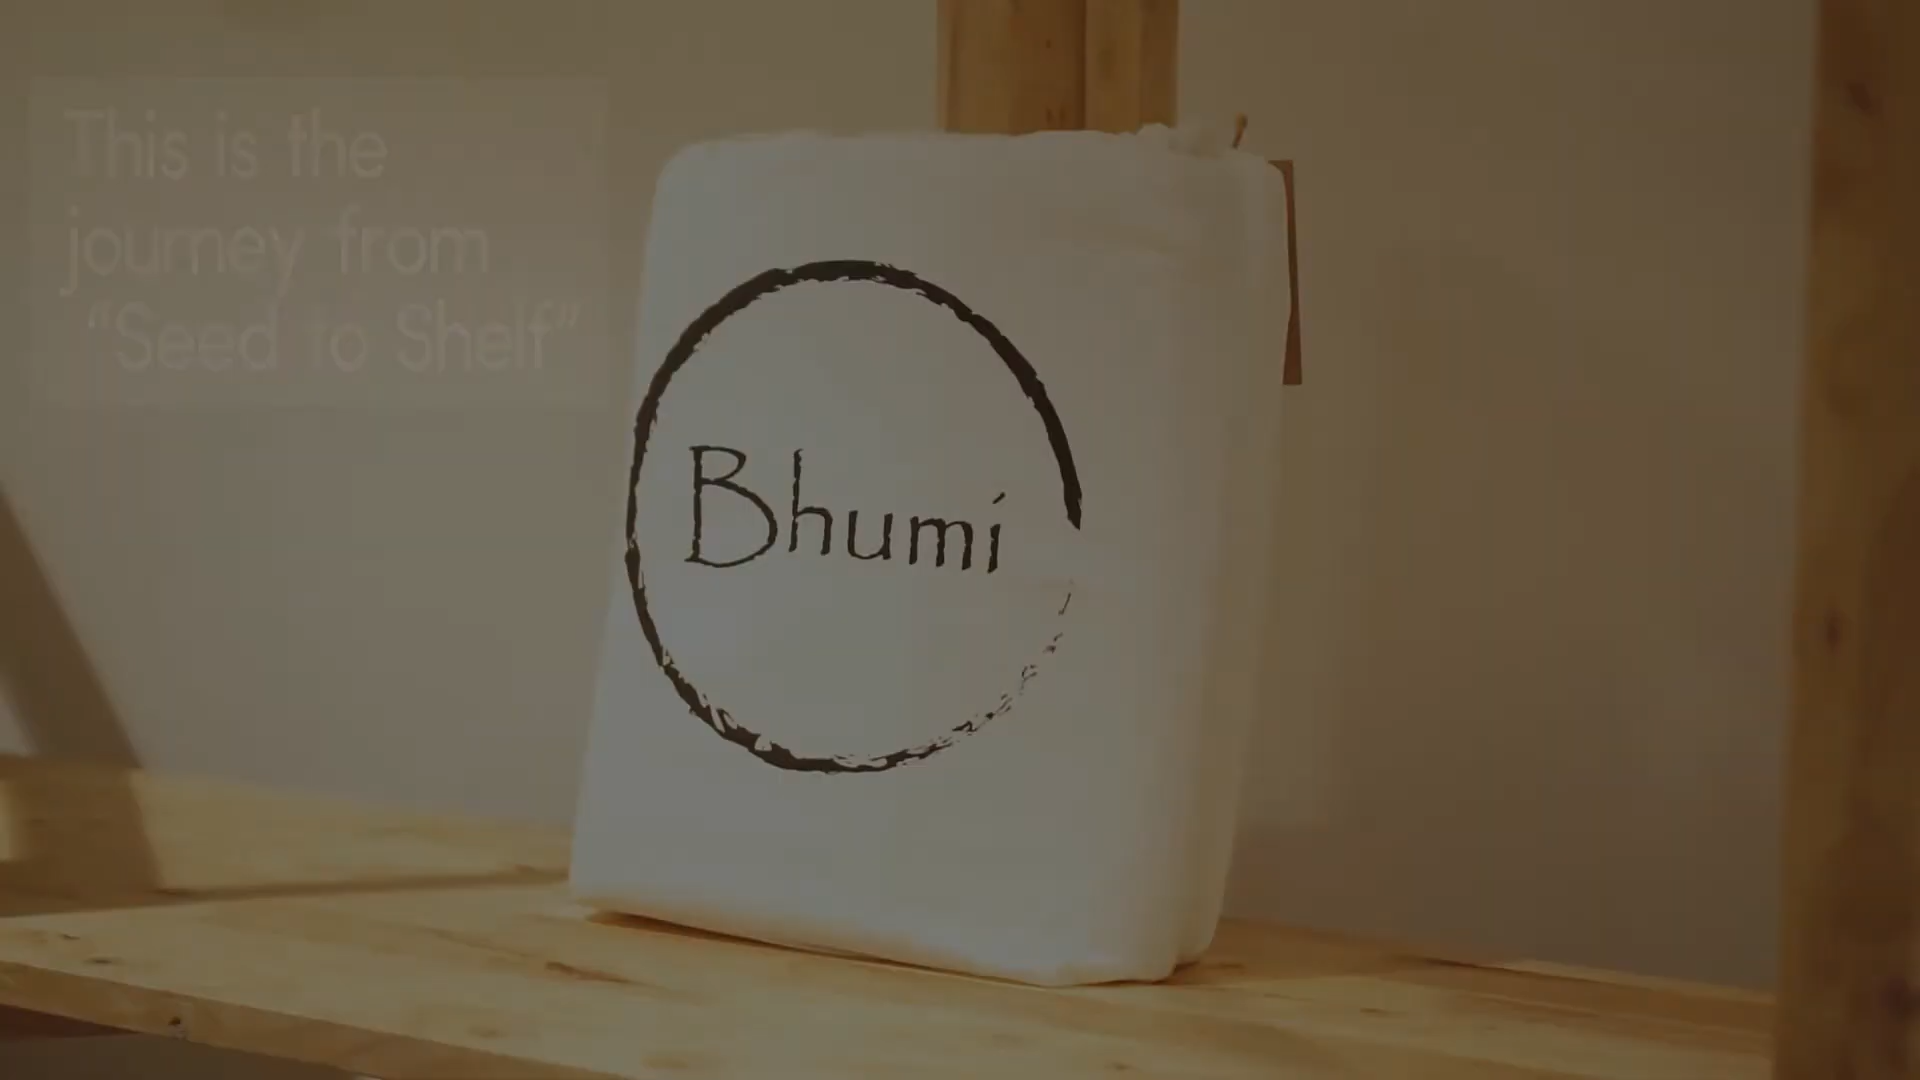 This is the
journey from
“Seed to Shelf”
Bhumi